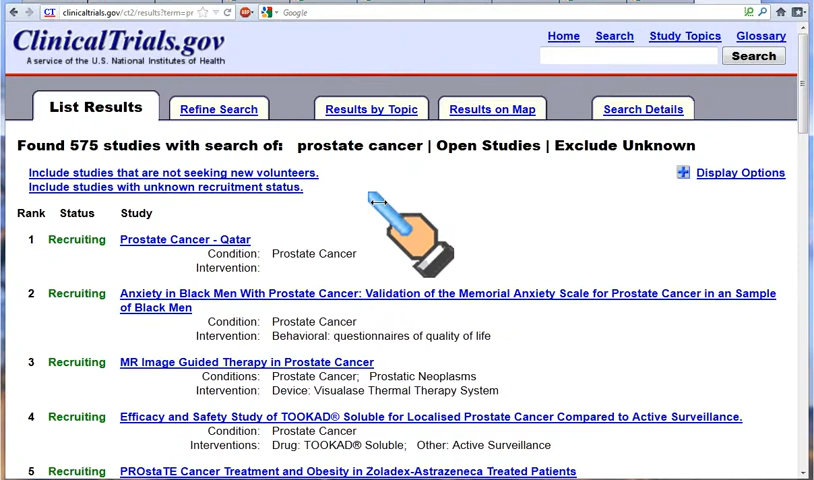 clinicaltrials.gov/ct2/results?term=pr
Google
ClinicalTrials.gov
A service of the U.S. National Institutes of Health
Home Search Study Topics Glossary
Search
List Results Refine Search Results by Topic Results on Map Search Details
Found 575 studies with search of: prostate cancer | Open Studies | Exclude Unknown
Include studies that are not seeking new volunteers.
Display Options
Include studies with unknown recruitment status.
Rank Status Study
1 Recruiting Prostate Cancer - Qatar
Condition: Prostate Cancer
Intervention:
2 Recruiting Anxiety in Black Men With Prostate Cancer: Validation of the Memorial Anxiety Scale for Prostate Cancer in an Sample
of Black Men
Condition: Prostate Cancer
Intervention: Behavioral: questionnaires of quality of life
3 Recruiting MR Image Guided Therapy in Prostate Cancer
Conditions: Prostate Cancer; Prostatic Neoplasms
Intervention: Device: Visualase Thermal Therapy System
4 Recruiting Efficacy and Safety Study of TOOKAD® Soluble for Localised Prostate Cancer Compared to Active Surveillance.
Condition: Prostate Cancer
Interventions: Drug: TOOKAD® Soluble; Other: Active Surveillance
5 Recruiting PROstaTE Cancer Treatment and Obesity in Zoladex-Astrazeneca Treated Patients